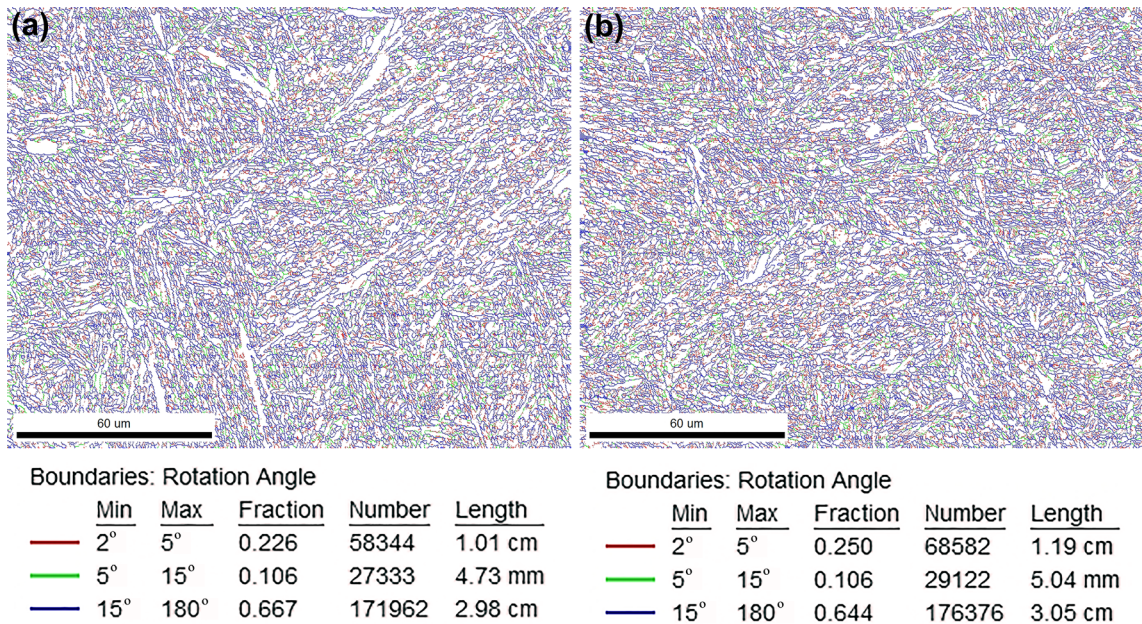 (a)
60 um
Boundaries: Rotation Angle
Min Max Fraction Number Length
2° 5° 0.226 58344 1.01 cm
5° 15° 0.106 27333 4.73 mm
15° 180° 0.667 171962 2.98 cm
(b)
60 um
Boundaries: Rotation Angle
Min Max Fraction Number Length
2° 5° 0.250 68582 1.19 cm
5° 15° 0.106 29122 5.04 mm
15° 180° 0.644 176376 3.05 cm